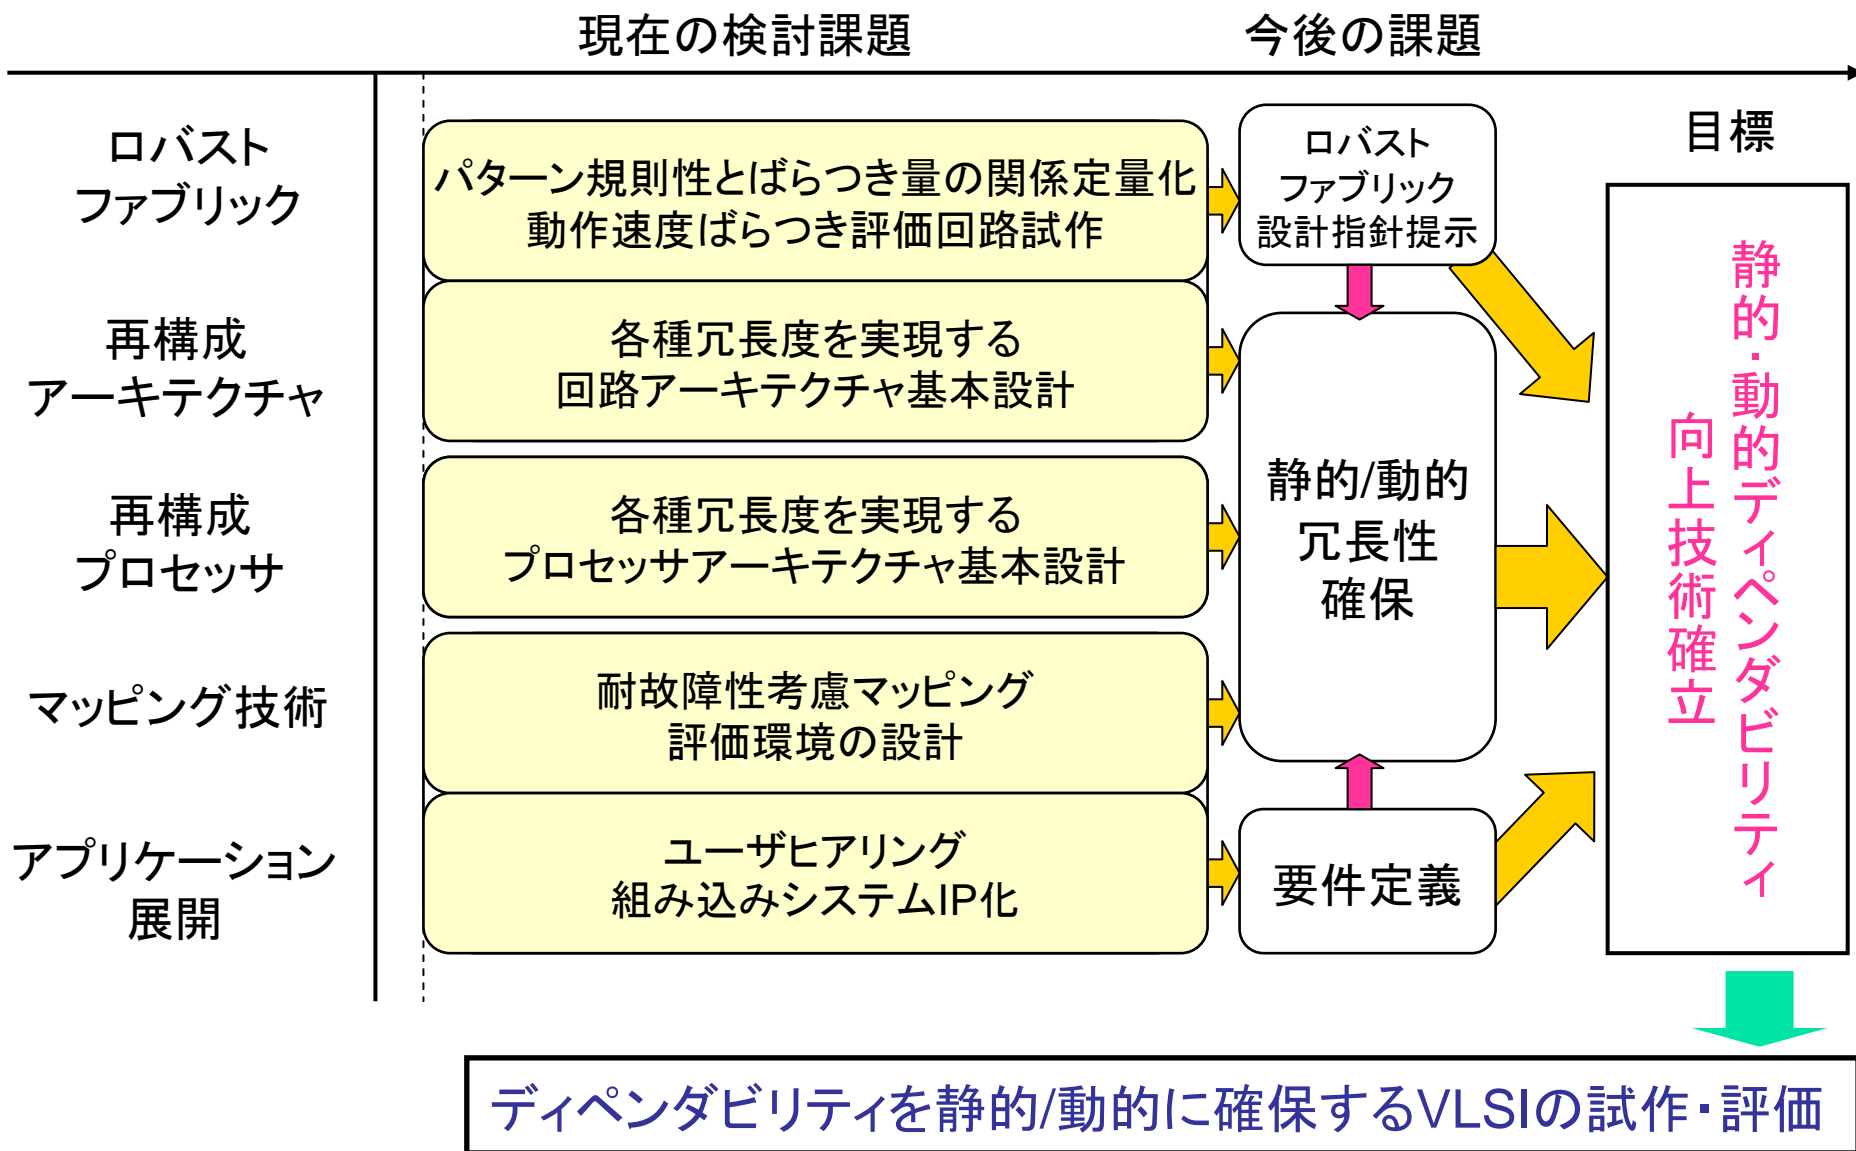 現在の検討課題
今後の課題
目標
ロバスト
ファブリック
パターン規則性とばらつき量の関係定量化
動作速度ばらつき評価回路試作
ロバスト
ファブリック
設計指針提示
再構成
アーキテクチャ
各種冗長度を実現する
回路アーキテクチャ基本設計
再構成
プロセッサ
各種冗長度を実現する
プロセッサアーキテクチャ基本設計
静的/動的
冗長性
確保
マッピング技術
耐故障性考慮マッピング
評価環境の設計
アプリケーション
展開
ユーザヒアリング
組み込みシステムIP化
要件定義
静的・動的ディペンダビリティ
向上技術確立
ディペンダビリティを静的/動的に確保するVLSIの試作・評価